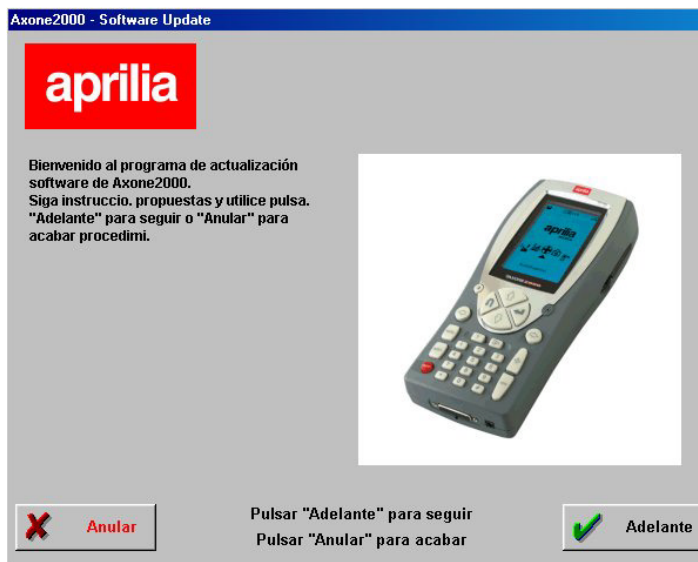 Axone2000 - Software Update
aprilia
Bienvenido al programa de actualización
software de Axone2000.
Siga instruccio. propuestas y utilice pulsa.
"Adelante" para seguir o "Anular" para
acabar procedimi.
aprilia
Anular
Pulsar "Adelante" para seguir
Pulsar "Anular" para acabar
Adelante